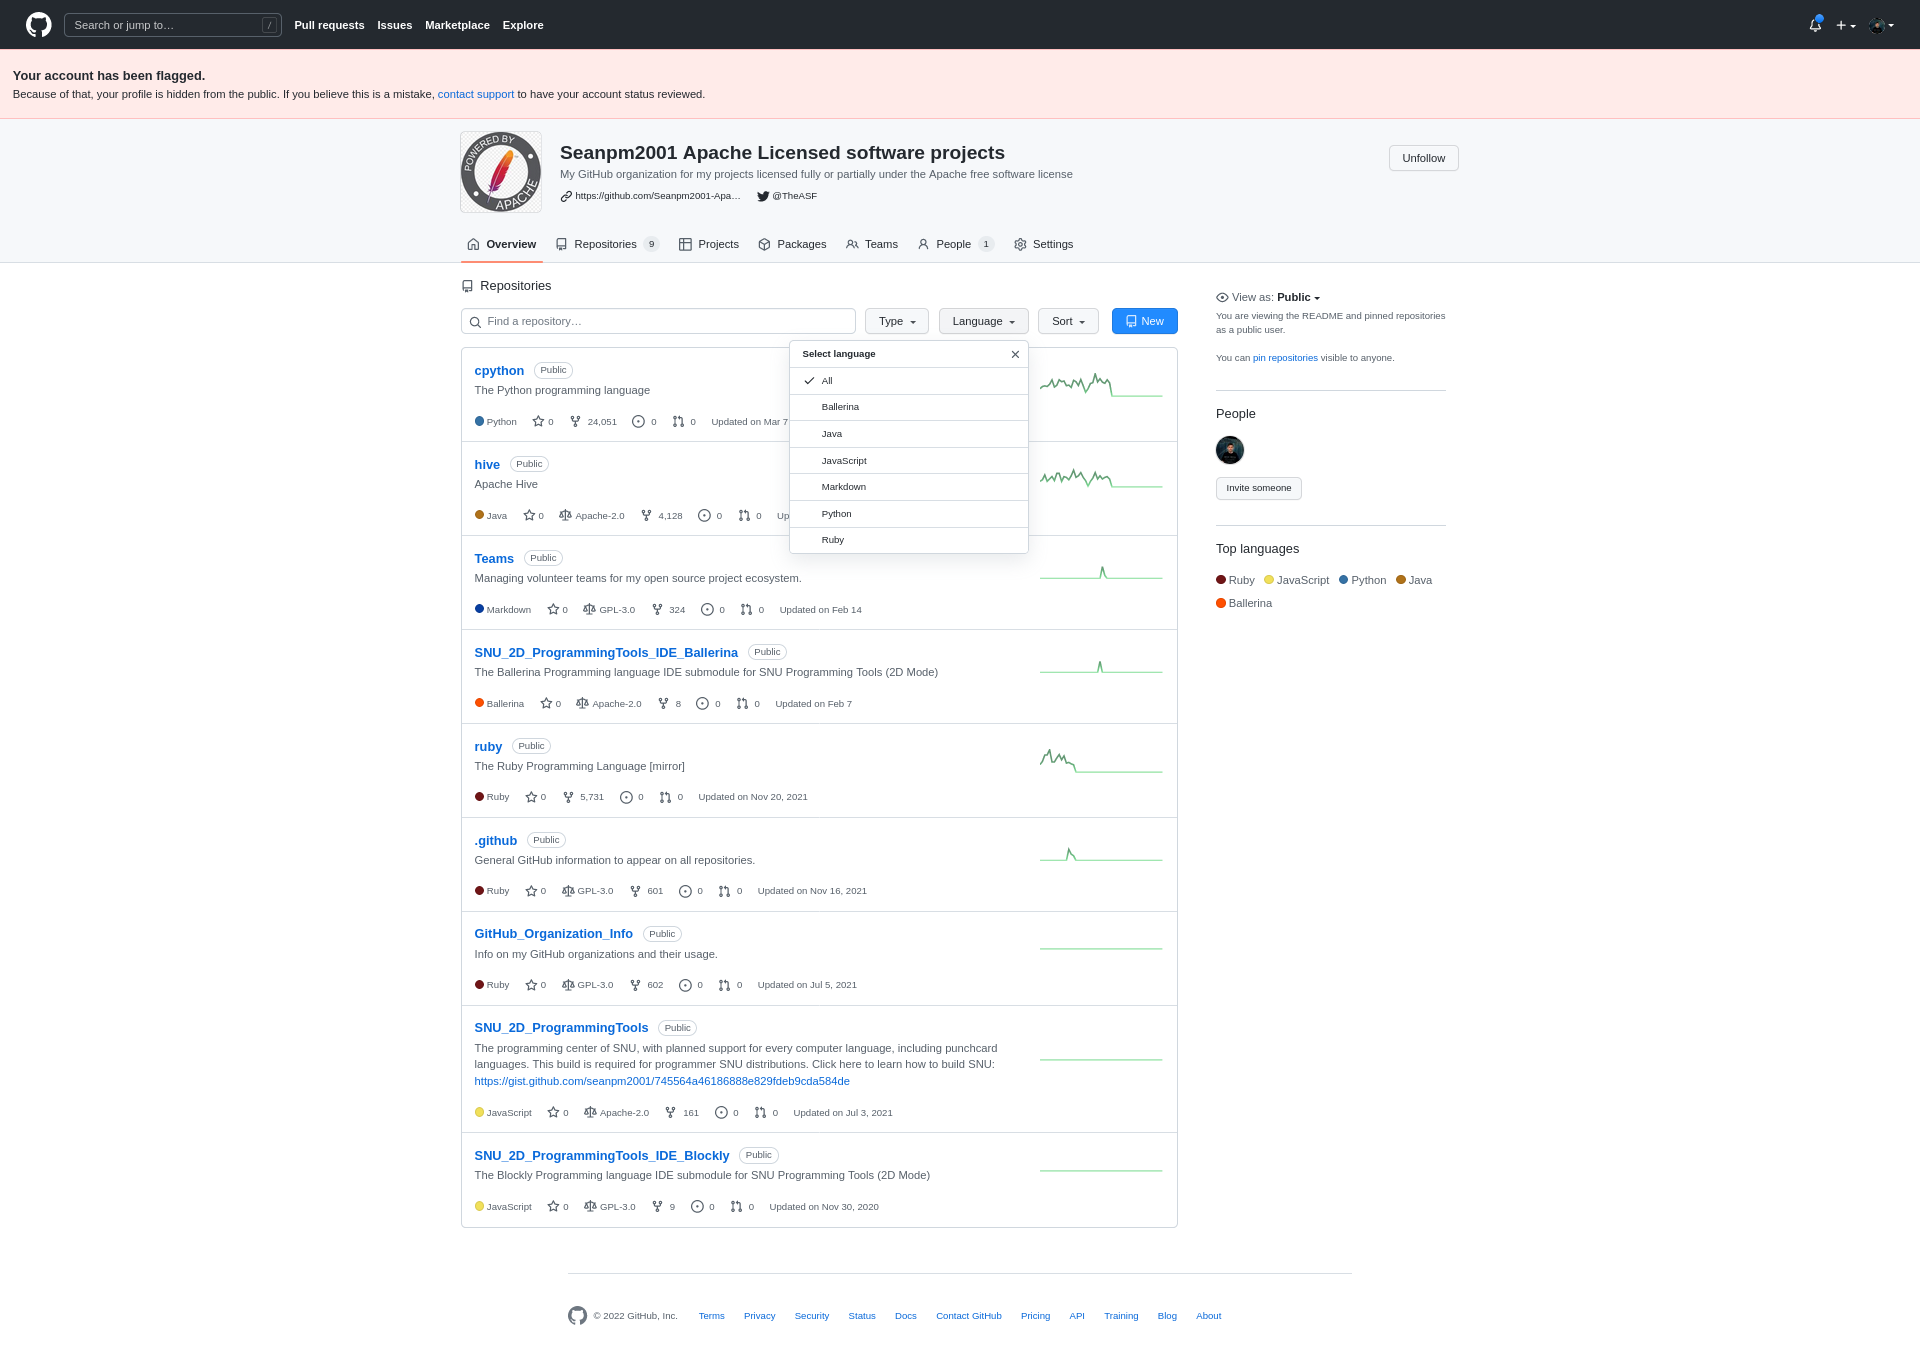 Search or jump to… /
Pull requests Issues Marketplace Explore
Your account has been flagged.
Because of that, your profile is hidden from the public. If you believe this is a mistake, contact support to have your account status reviewed.
POWERED BY
APACHE
Seanpm2001 Apache Licensed software projects
Unfollow
My GitHub organization for my projects licensed fully or partially under the Apache free software license
https://github.com/Seanpm2001-Apa… @TheASF
Overview Repositories 9 Projects Packages Teams People 1 Settings
Repositories
Find a repository… Type Language Sort New
Select language
All
Ballerina
Java
JavaScript
Markdown
Python
Ruby
cpython Public
The Python programming language
Python 0 24,051 0 0 Updated on Mar 7
hive Public
Apache Hive
Java 0 Apache-2.0 4,128 0 0 Up
Teams Public
Managing volunteer teams for my open source project ecosystem.
Markdown 0 GPL-3.0 324 0 0 Updated on Feb 14
SNU_2D_ProgrammingTools_IDE_Ballerina Public
The Ballerina Programming language IDE submodule for SNU Programming Tools (2D Mode)
Ballerina 0 Apache-2.0 8 0 0 Updated on Feb 7
ruby Public
The Ruby Programming Language [mirror]
Ruby 0 5,731 0 0 Updated on Nov 20, 2021
.github Public
General GitHub information to appear on all repositories.
Ruby 0 GPL-3.0 601 0 0 Updated on Nov 16, 2021
GitHub_Organization_Info Public
Info on my GitHub organizations and their usage.
Ruby 0 GPL-3.0 602 0 0 Updated on Jul 5, 2021
SNU_2D_ProgrammingTools Public
The programming center of SNU, with planned support for every computer language, including punchcard
languages. This build is required for programmer SNU distributions. Click here to learn how to build SNU:
https://gist.github.com/seanpm2001/745564a46186888e829fdeb9cda584de
JavaScript 0 Apache-2.0 161 0 0 Updated on Jul 3, 2021
SNU_2D_ProgrammingTools_IDE_Blockly Public
The Blockly Programming language IDE submodule for SNU Programming Tools (2D Mode)
JavaScript 0 GPL-3.0 9 0 0 Updated on Nov 30, 2020
View as: Public
You are viewing the README and pinned repositories
as a public user.
You can pin repositories visible to anyone.
People
Invite someone
Top languages
Ruby JavaScript Python Java
Ballerina
© 2022 GitHub, Inc. Terms Privacy Security Status Docs Contact GitHub Pricing API Training Blog About